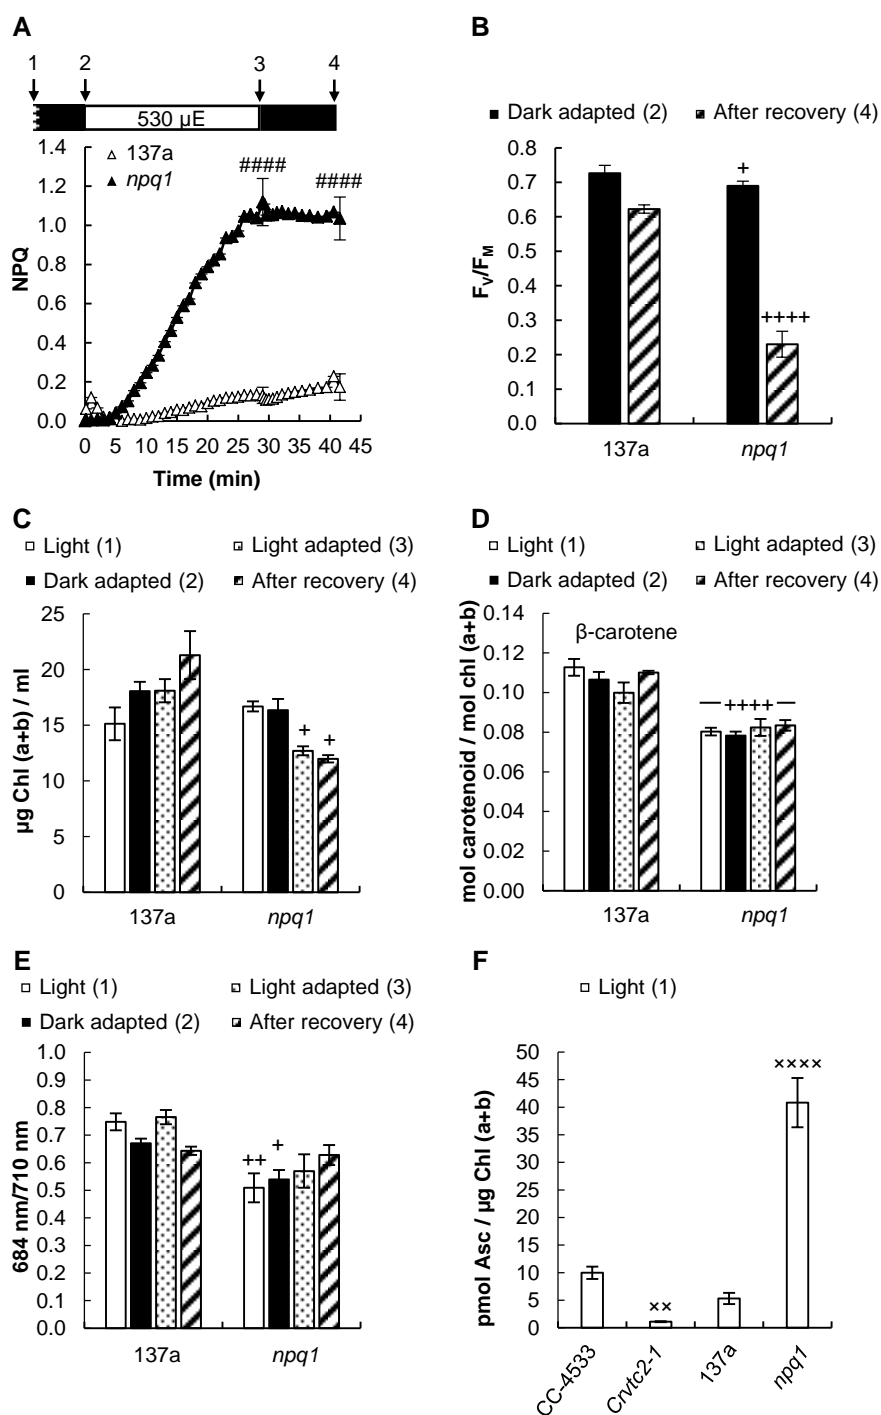 A
1 2 3 4
530 µE
△ 137a
▲ npq1
####
####
NPQ
1.4
1.2
1.0
0.8
0.6
0.4
0.2
0.0
0 5 10 15 20 25 30 35 40 45
Time (min)
B
Dark adapted (2) After recovery (4)
Fv/FM
0.8
0.7
0.6
0.5
0.4
0.3
0.2
0.1
0.0
+
++++
137a npq1
C
Light (1) Light adapted (3)
Dark adapted (2) After recovery (4)
µg Chl (a+b) / ml
25
20
15
10
5
0
+
+
137a npq1
D
Light (1) Light adapted (3)
Dark adapted (2) After recovery (4)
mol carotenoid / mol chl (a+b)
0.14
0.12
0.10
0.08
0.06
0.04
0.02
0.00
β-carotene
— ++++ —
137a npq1
E
Light (1) Light adapted (3)
Dark adapted (2) After recovery (4)
684 nm/710 nm
1.0
0.9
0.8
0.7
0.6
0.5
0.4
0.3
0.2
0.1
0.0
++
+
137a npq1
F
Light (1)
pmol Asc / µg Chl (a+b)
50
45
40
35
30
25
20
15
10
5
0
××
××××
CC-4533
Crvtc2-1
137a
npq1